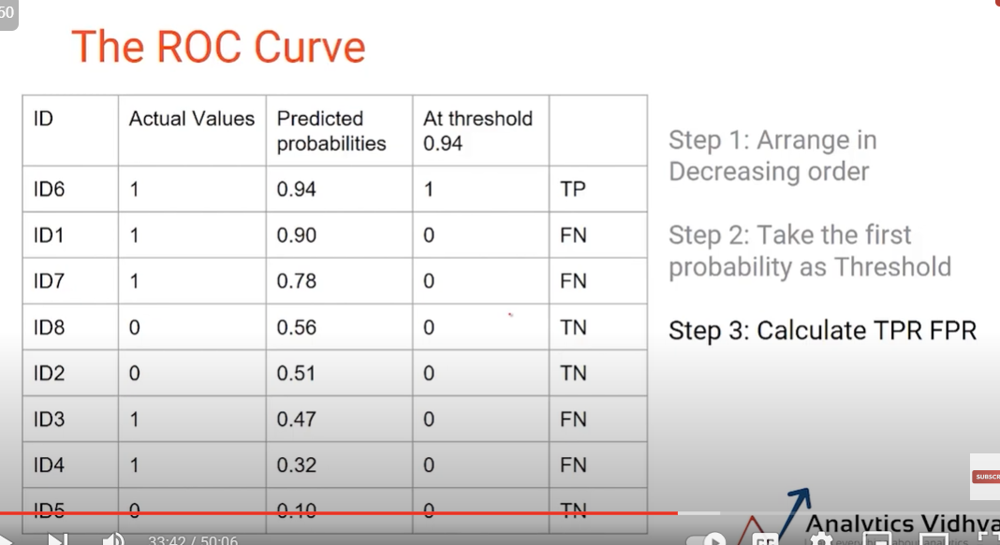 50
The ROC Curve
ID Actual Values Predicted probabilities At threshold 0.94
ID6 1 0.94 1 TP
ID1 1 0.90 0 FN
ID7 1 0.78 0 FN
ID8 0 0.56 0 TN
ID2 0 0.51 0 TN
ID3 1 0.47 0 FN
ID4 1 0.32 0 FN
ID5 0 0.10 0 TN
Step 1: Arrange in
Decreasing order
Step 2: Take the first
probability as Threshold
Step 3: Calculate TPR FPR
SUBSCR
Analytics Vidhya
33:42 / 50:06